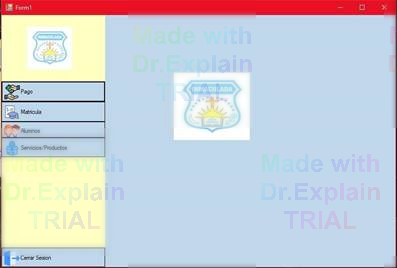 Form1
Made with
Dr.Explain
TRIAL
INMACULADA
Pago
Matricula
Alumnos
Servicios/Productos
Made with
Dr.Explain
TRIAL
Made with
Dr.Explain
TRIAL
Cerrar Sesion